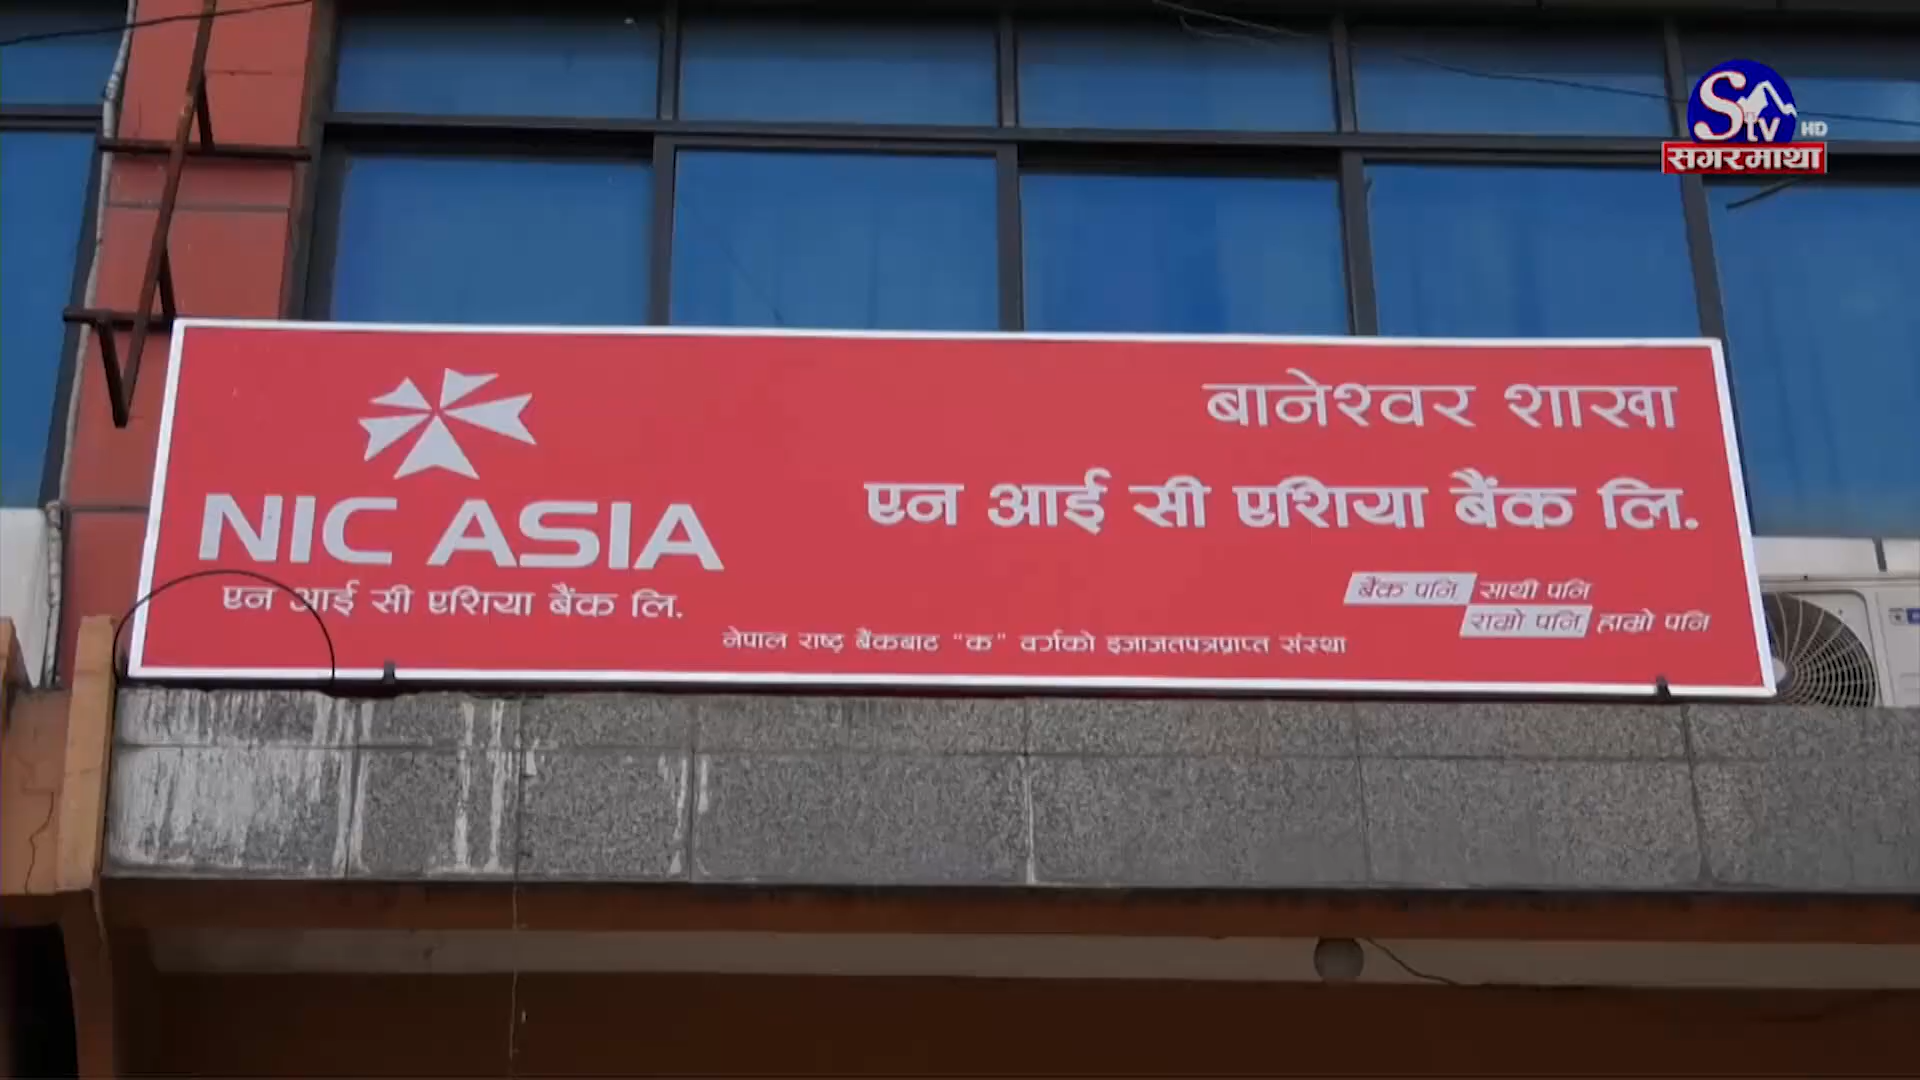 STV HD
सगरमाथा
बानेश्वर शाखा
एन आई सी एशिया बैंक लि.
NIC ASIA
एन आई सी एशिया बैंक लि.
बैंक पनि साथी पनि
राम्रो पनि हाम्रो पनि
नेपाल राष्ट्र बैंकबाट "क" वर्गको इजाजतपत्रप्राप्त संस्था